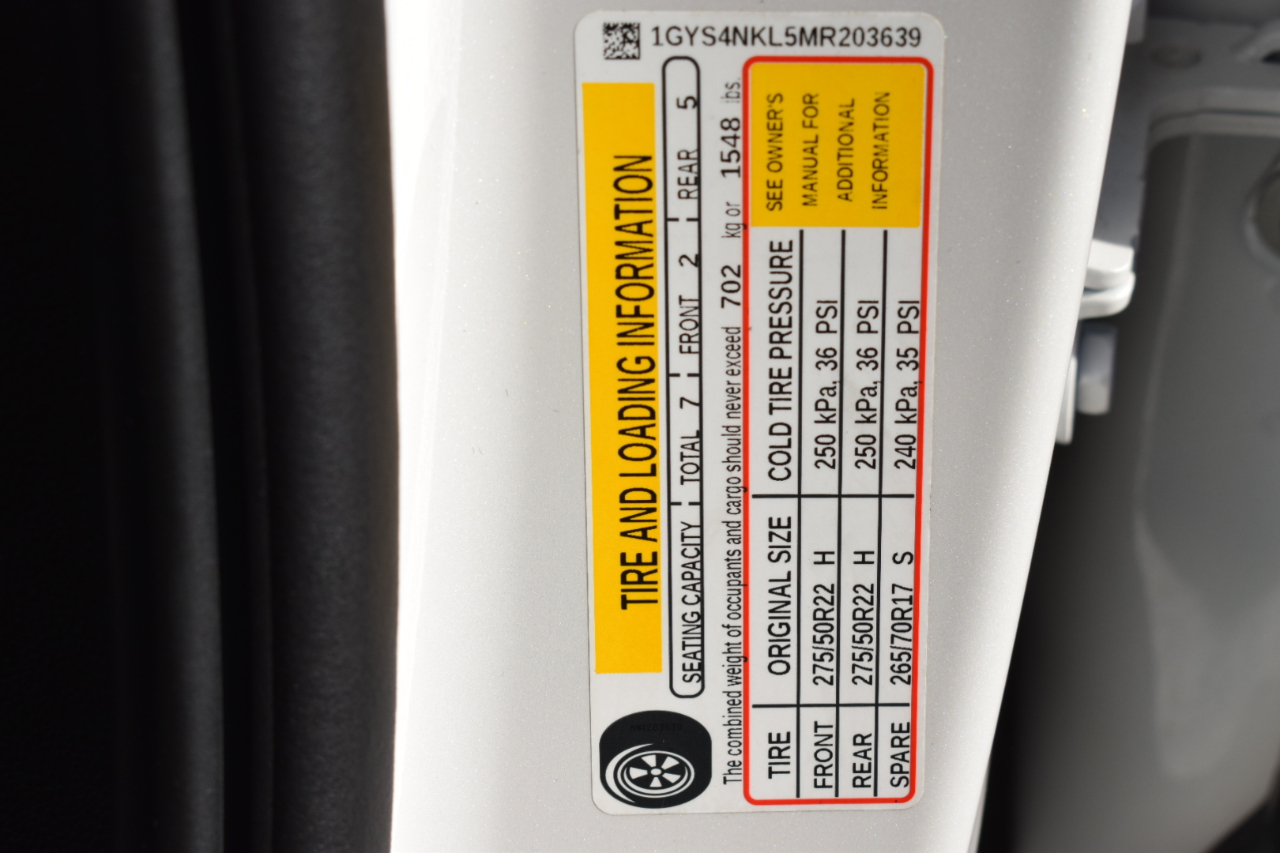 1GYS4NKL5MR203639
TIRE AND LOADING INFORMATION
SEATING CAPACITY TOTAL 7 FRONT 2 REAR 5
The combined weight of occupants and cargo should never exceed 702 kg or 1548 lbs.
TIRE ORIGINAL SIZE COLD TIRE PRESSURE
FRONT 275/50R22 H 250 kPa, 36 PSI
REAR 275/50R22 H 250 kPa, 36 PSI
SPARE 265/70R17 S 240 kPa, 35 PSI
SEE OWNER'S
MANUAL FOR
ADDITIONAL
INFORMATION